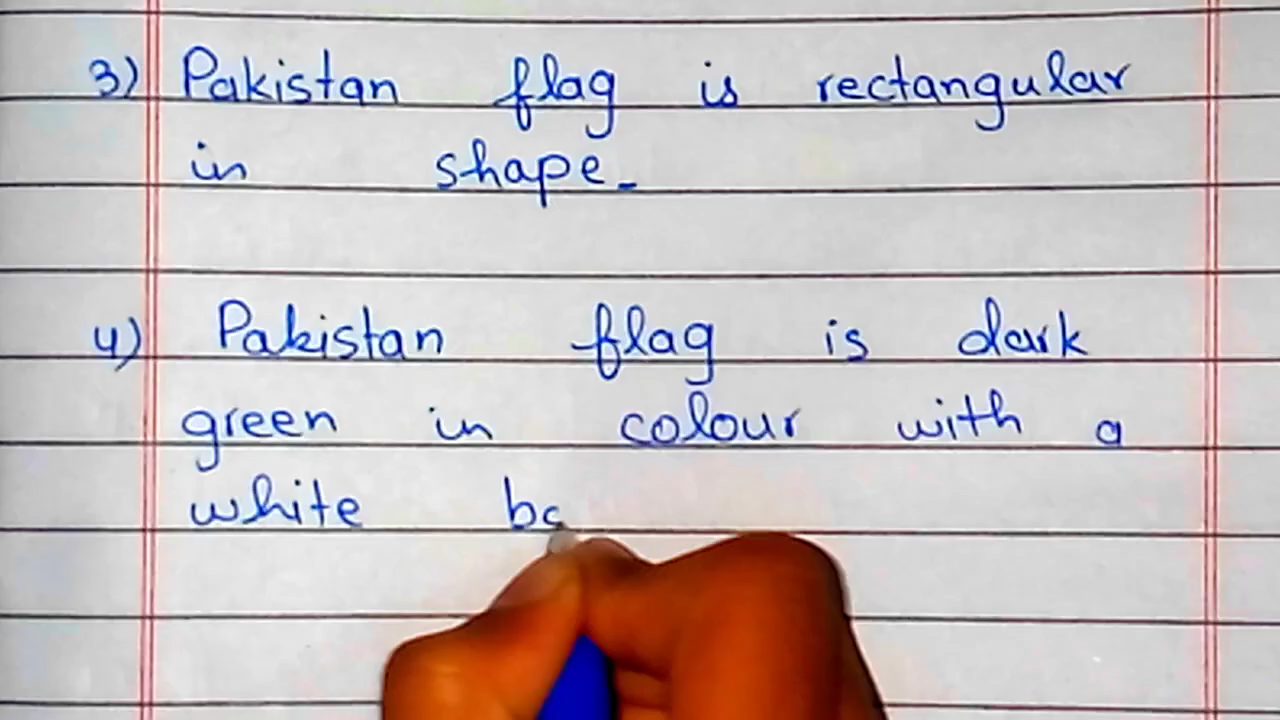 3) Pakistan flag is rectangular
in shape.
4) Pakistan flag is dark
green in colour with a
white